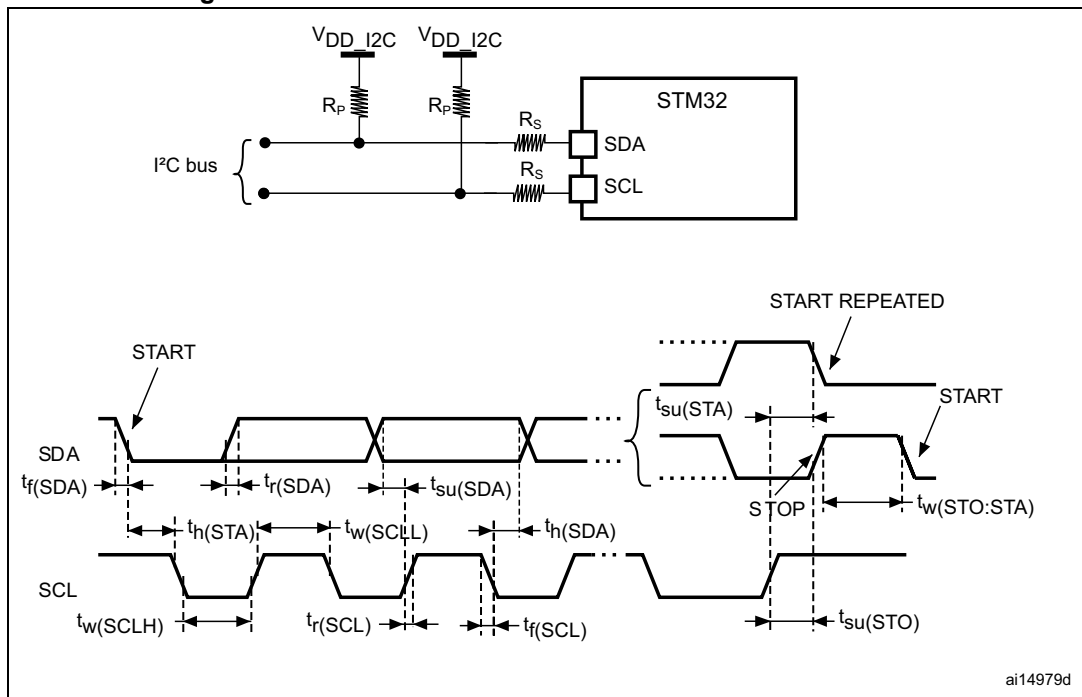 VDD_I2C VDD_I2C
STM32
RP RP RS
SDA
I²C bus
RS
SCL
START REPEATED
START
tsu(STA)
START
SDA
tf(SDA) tr(SDA) tsu(SDA)
STOP
tw(STO:STA)
th(STA) tw(SCLL) th(SDA)
SCL
tw(SCLH) tr(SCL) tf(SCL) tsu(STO)
ai14979d